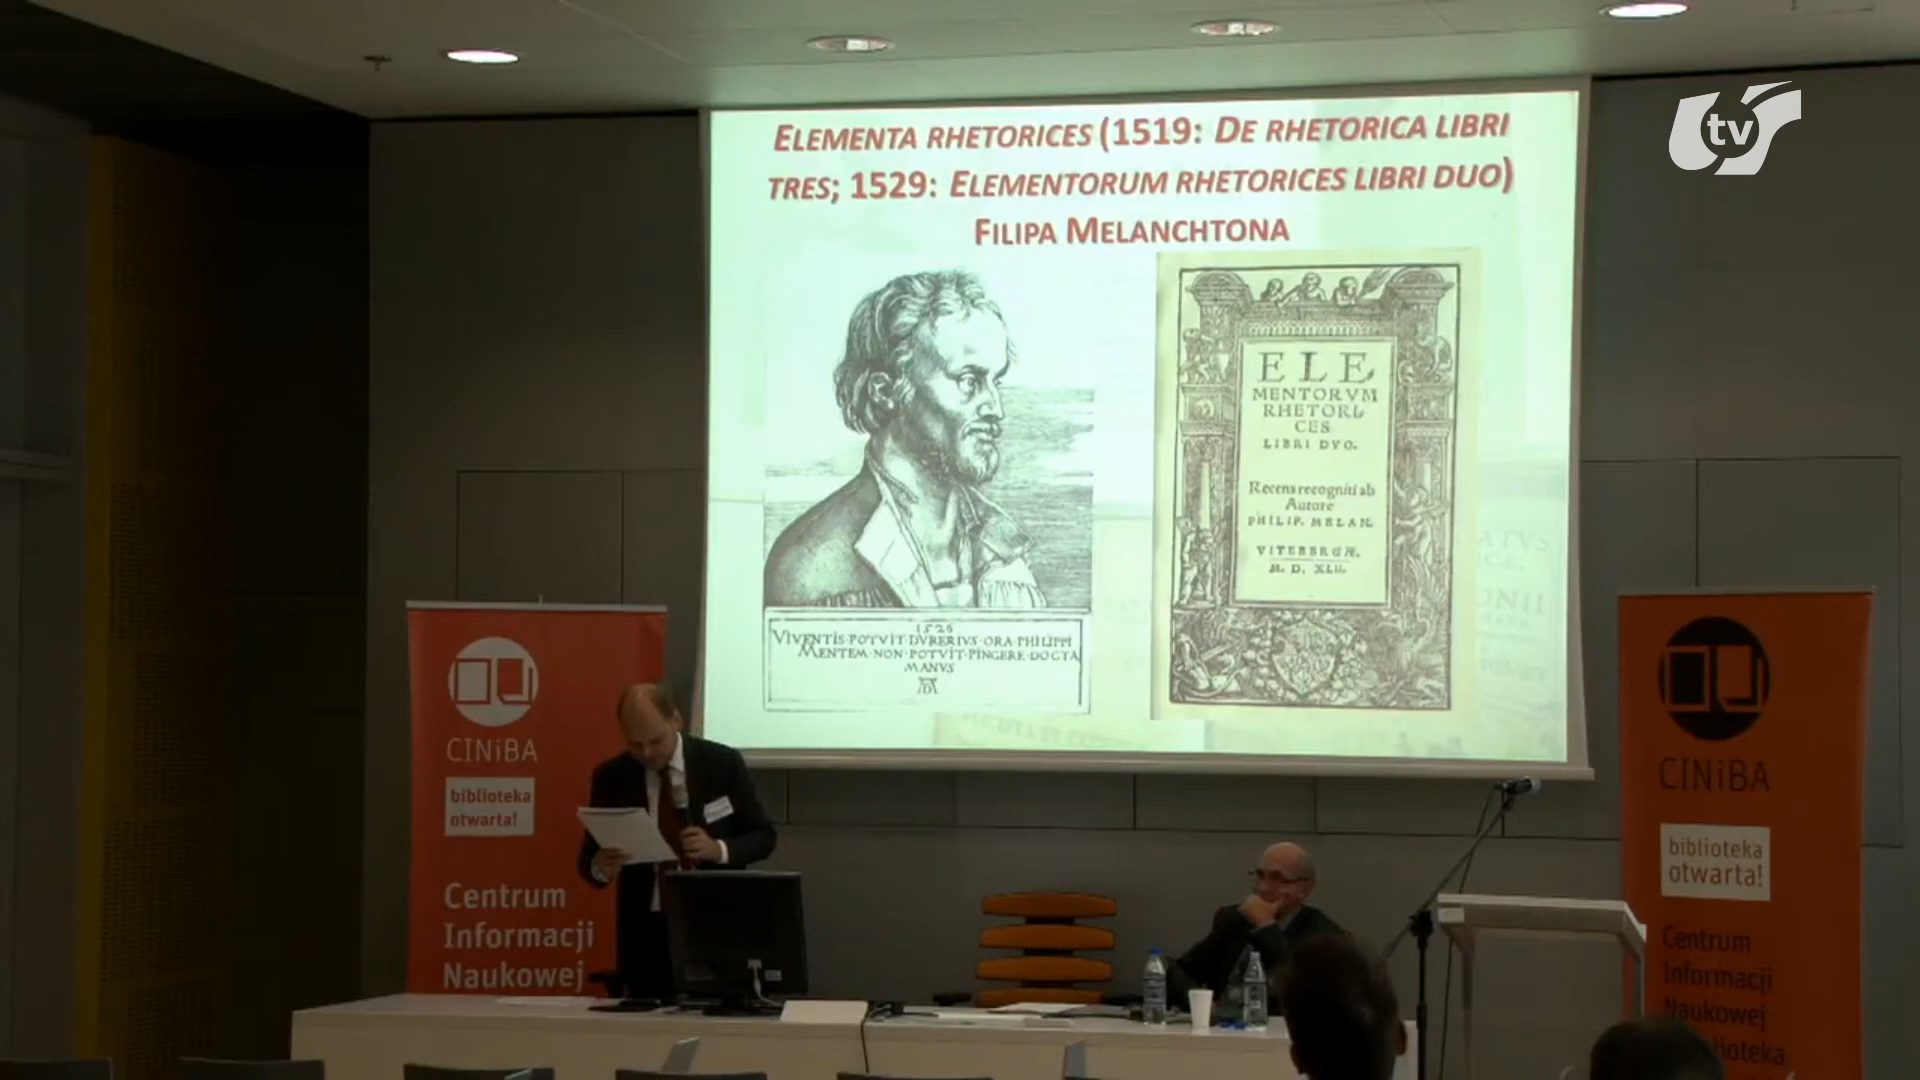 ELEMENTA RHETORICES (1519: DE RHETORICA LIBRI
TRES; 1529: ELEMENTORUM RHETORICES LIBRI DUO)
FILIPA MELANCHTONA
1526
VIVENTIS·POTVIT·DVRERIVS·ORA·PHILIPPI
MENTEM·NON·POTVIT·PINGERE·DOCTA
MANVS
AD
ELE
MENTORVM
RHETORI-
CES
LIBRI DVO.
Recens recogniti ab
Autore
PHILIP. MELAN.
VITEBERGÆ.
M. D. XLII.
tv
CINiBA
biblioteka
otwarta!
Centrum
Informacji
Naukowej
CINiBA
biblioteka
otwarta!
Centrum
Informacji
Naukowej